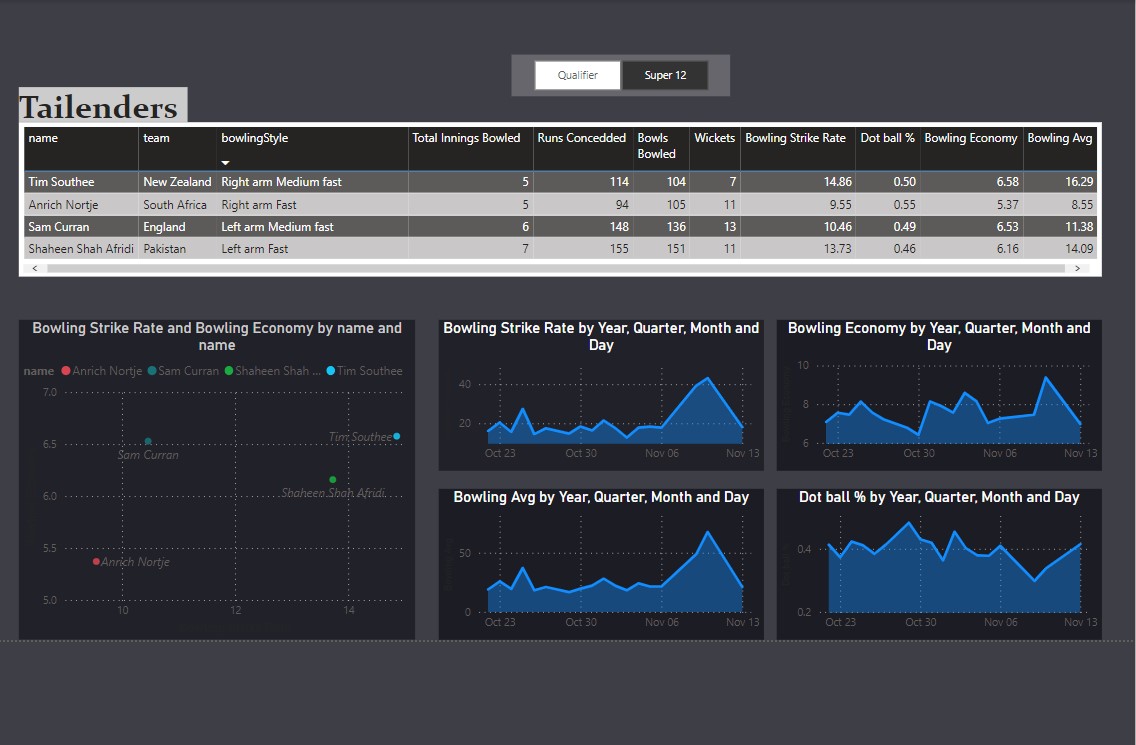 Qualifier Super 12
Tailenders
name team bowlingStyle Total Innings Bowled Runs Concedded Bowls Bowled Wickets Bowling Strike Rate Dot ball % Bowling Economy Bowling Avg
Tim Southee New Zealand Right arm Medium fast 5 114 104 7 14.86 0.50 6.58 16.29
Anrich Nortje South Africa Right arm Fast 5 94 105 11 9.55 0.55 5.37 8.55
Sam Curran England Left arm Medium fast 6 148 136 13 10.46 0.49 6.53 11.38
Shaheen Shah Afridi Pakistan Left arm Fast 7 155 151 11 13.73 0.46 6.16 14.09
Bowling Strike Rate and Bowling Economy by name and
name
name Anrich Nortje Sam Curran Shaheen Shah ... Tim Southee
7.0
6.5
6.0
5.5
5.0
Tim Southee
Sam Curran
Shaheen Shah Afridi
Anrich Nortje
10 12 14
Bowling Strike Rate by Year, Quarter, Month and
Day
40
20
Oct 23 Oct 30 Nov 06 Nov 13
Bowling Economy by Year, Quarter, Month and
Day
10
8
6
Oct 23 Oct 30 Nov 06 Nov 13
Bowling Avg by Year, Quarter, Month and Day
50
0
Oct 23 Oct 30 Nov 06 Nov 13
Dot ball % by Year, Quarter, Month and Day
0.4
0.2
Oct 23 Oct 30 Nov 06 Nov 13